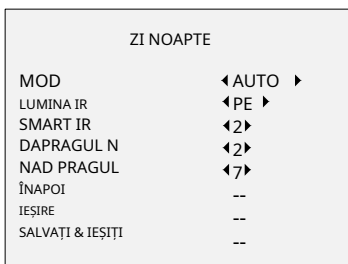 ZI NOAPTE
MOD AUTO
LUMINA IR PE
SMART IR 2
DAPRAGUL N 2
NAD PRAGUL 7
ÎNAPOI --
IEȘIRE --
SALVAȚI & IEȘIȚI --